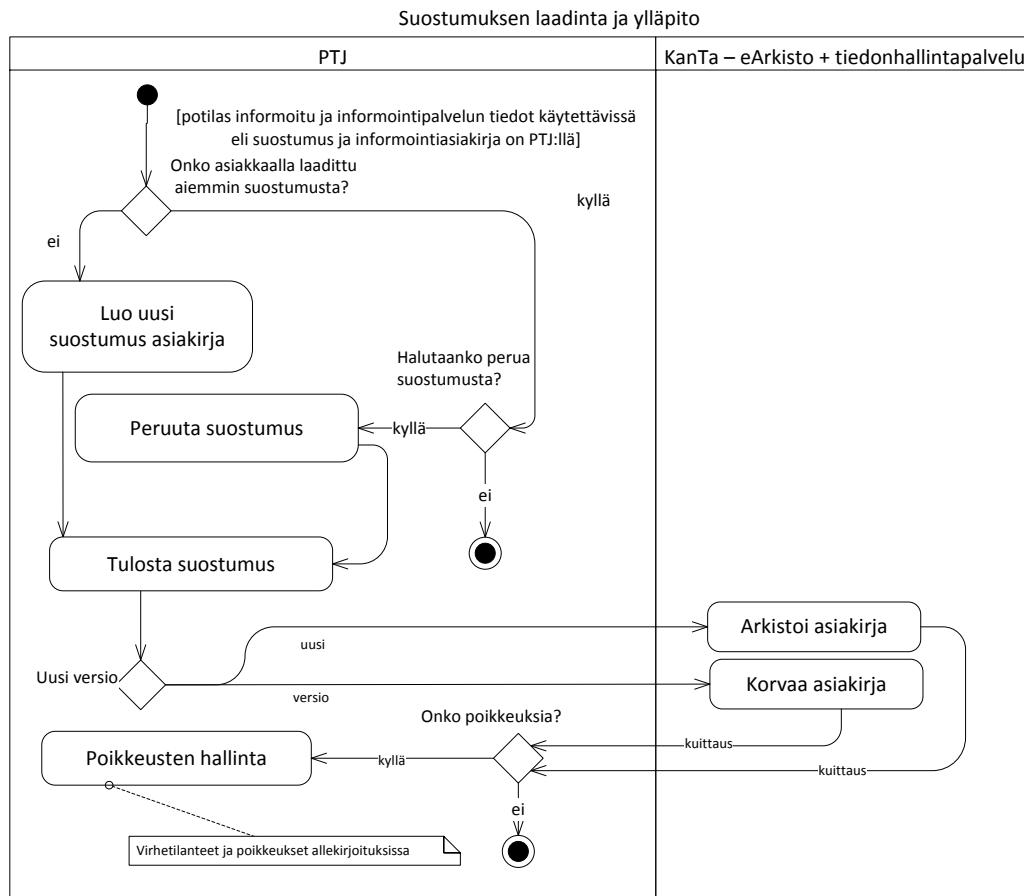 Suostumuksen laadinta ja ylläpito
PTJ
KanTa – eArkisto + tiedonhallintapalvelu
[potilas informoitu ja informointipalvelun tiedot käytettävissä
eli suostumus ja informointiasiakirja on PTJ:llä]
Onko asiakkaalla laadittu
aiemmin suostumusta?
kyllä
ei
Luo uusi
suostumus asiakirja
Halutaanko perua
suostumusta?
Peruuta suostumus
kyllä
ei
Tulosta suostumus
Arkistoi asiakirja
uusi
Uusi versio
Korvaa asiakirja
versio
Onko poikkeuksia?
kuittaus
Poikkeusten hallinta
kyllä
kuittaus
ei
Virhetilanteet ja poikkeukset allekirjoituksissa